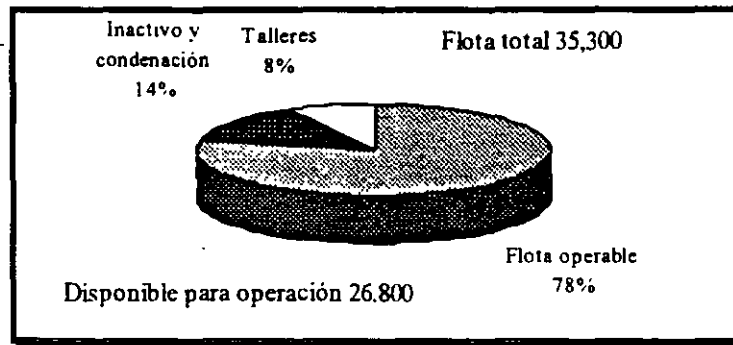 Inactivo y
condenación
14%
Talleres
8%
Flota total 35,300
Flota operable
78%
Disponible para operación 26.800